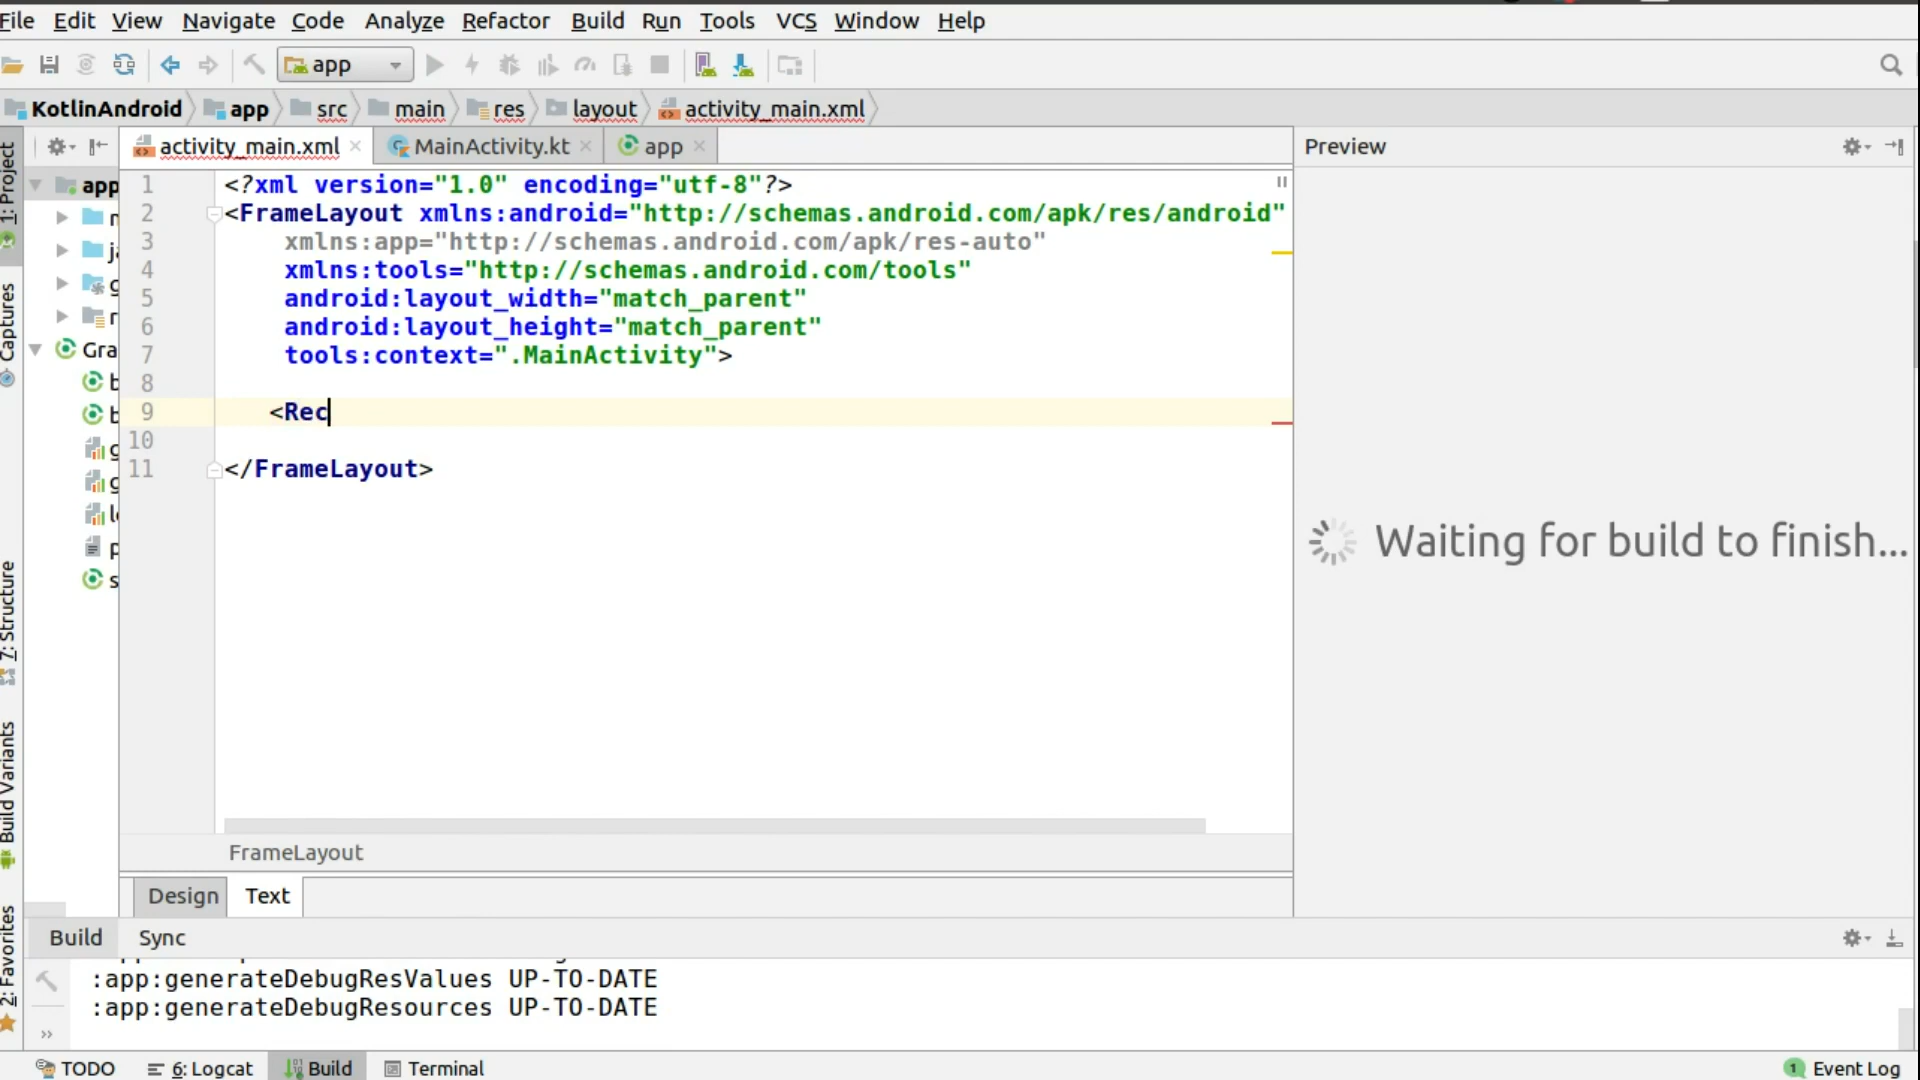 File Edit View Navigate Code Analyze Refactor Build Run Tools VCS Window Help
app
KotlinAndroid app src main res layout activity_main.xml
activity_main.xml MainActivity.kt app Preview
1: Project
Captures
7: Structure
Build Variants
2: Favorites
app
Gra
1 <?xml version="1.0" encoding="utf-8"?>
2 <FrameLayout xmlns:android="http://schemas.android.com/apk/res/android"
3 xmlns:app="http://schemas.android.com/apk/res-auto"
4 xmlns:tools="http://schemas.android.com/tools"
5 android:layout_width="match_parent"
6 android:layout_height="match_parent"
7 tools:context=".MainActivity">
8
9 <Rec
10
11 </FrameLayout>
Waiting for build to finish...
FrameLayout
Design Text
Build Sync
:app:generateDebugResValues UP-TO-DATE
:app:generateDebugResources UP-TO-DATE
TODO 6: Logcat Build Terminal 1 Event Log